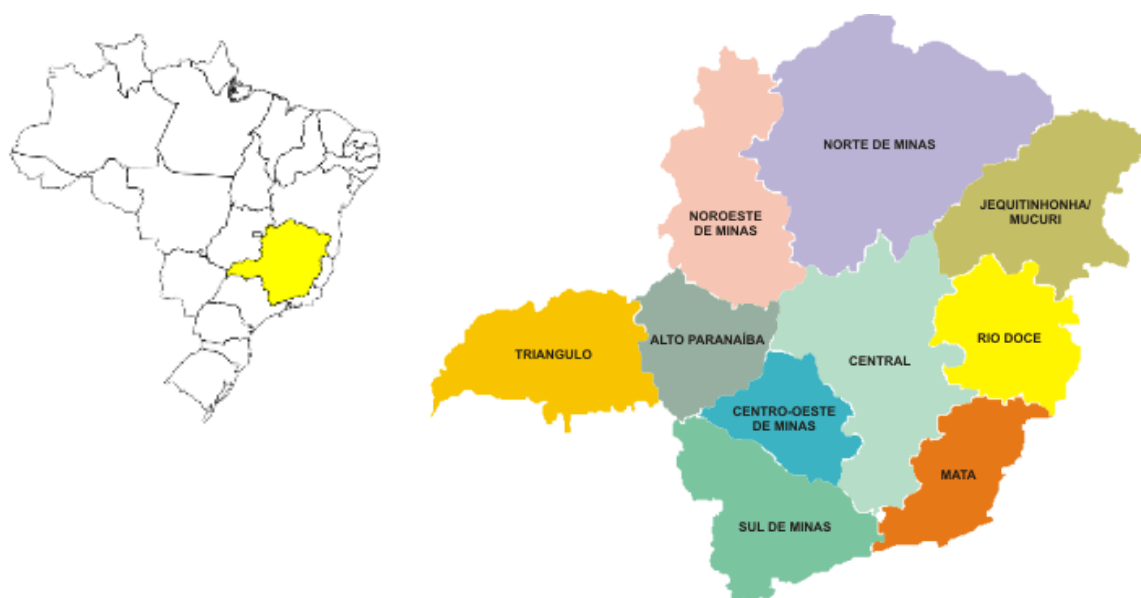 NORTE DE MINAS
JEQUITINHONHA/
MUCURI
NOROESTE
DE MINAS
TRIANGULO
ALTO PARANAÍBA
CENTRAL
RIO DOCE
CENTRO-OESTE
DE MINAS
MATA
SUL DE MINAS